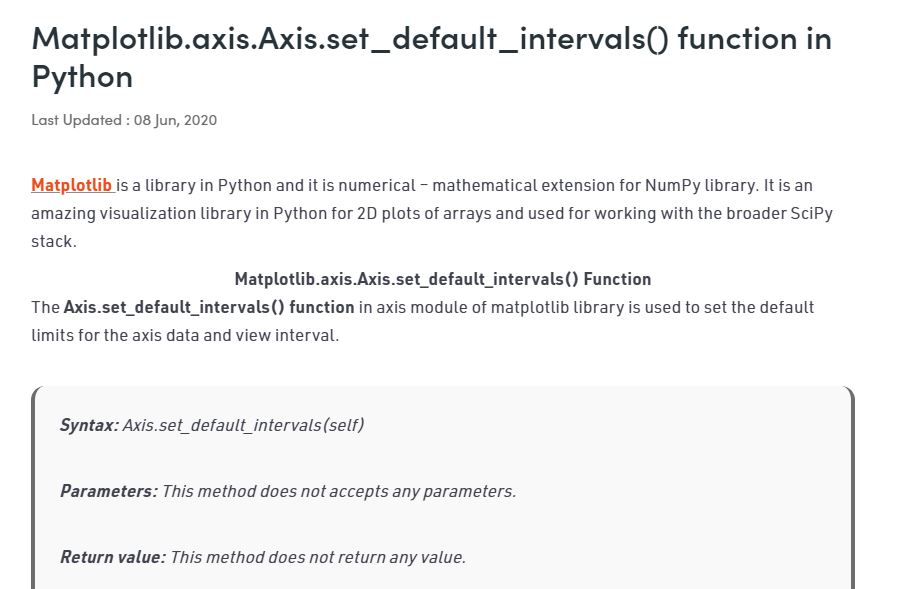 Matplotlib.axis.Axis.set_default_intervals() function in
Python
Last Updated : 08 Jun, 2020
Matplotlib is a library in Python and it is numerical – mathematical extension for NumPy library. It is an
amazing visualization library in Python for 2D plots of arrays and used for working with the broader SciPy
stack.
Matplotlib.axis.Axis.set_default_intervals() Function
The Axis.set_default_intervals() function in axis module of matplotlib library is used to set the default
limits for the axis data and view interval.
Syntax: Axis.set_default_intervals(self)
Parameters: This method does not accepts any parameters.
Return value: This method does not return any value.